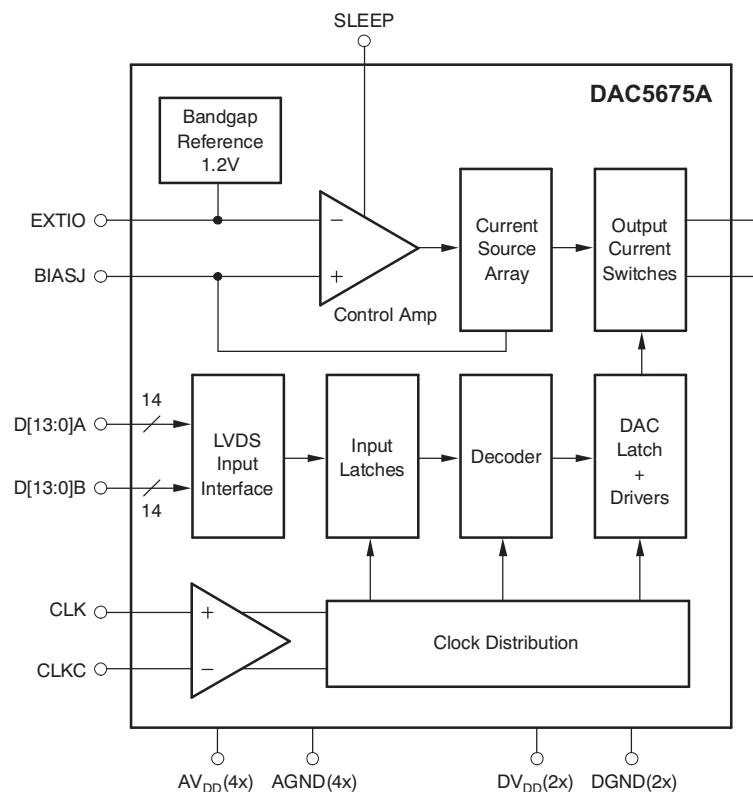 SLEEP
DAC5675A
Bandgap
Reference
1.2V
EXTIO
−
Current
Source
Array
Output
Current
Switches
BIASJ
+
Control Amp
D[13:0]A
14
LVDS
Input
Interface
Input
Latches
Decoder
DAC
Latch
+
Drivers
D[13:0]B
14
CLK
+
Clock Distribution
CLKC
−
AVDD(4x)
AGND(4x)
DVDD(2x)
DGND(2x)